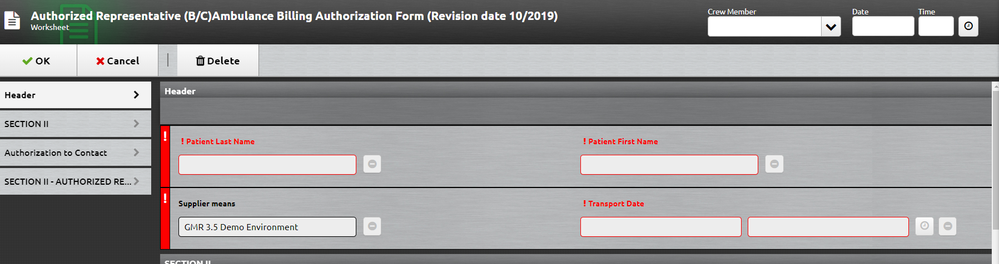 Authorized Representative (B/C)Ambulance Billing Authorization Form (Revision date 10/2019)
Worksheet
Crew Member
Date
Time
OK
Cancel
Delete
Header
SECTION II
Authorization to Contact
SECTION II - AUTHORIZED RE...
Header
! Patient Last Name
! Patient First Name
Supplier means
! Transport Date
GMR 3.5 Demo Environment
SECTION II